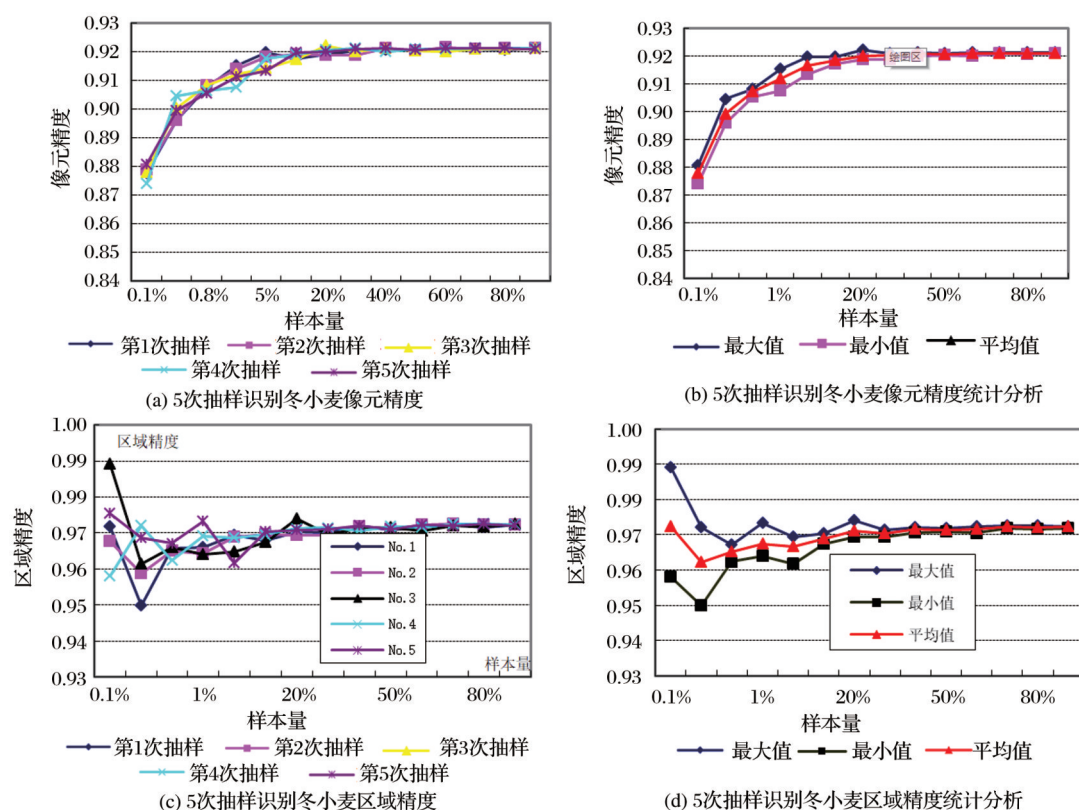 0.93
0.92
0.91
0.90
0.89
0.88
0.87
0.86
0.85
0.84
像元精度
0.1% 0.8% 5% 20% 40% 60% 80%
样本量
第1次抽样 第2次抽样 第3次抽样
第4次抽样 第5次抽样
(a) 5次抽样识别冬小麦像元精度
0.93
0.92
0.91
0.90
0.89
0.88
0.87
0.86
0.85
0.84
像元精度
绘图区
0.1% 1% 20% 50% 80%
样本量
最大值 最小值 平均值
(b) 5次抽样识别冬小麦像元精度统计分析
1.00
0.99
0.99
0.97
0.96
0.95
0.94
0.93
区域精度
区域精度
No.1
No.2
No.3
No.4
No.5
样本量
0.1% 1% 20% 50% 80%
样本量
第1次抽样 第2次抽样 第3次抽样
第4次抽样 第5次抽样
(c) 5次抽样识别冬小麦区域精度
1.00
0.99
0.99
0.97
0.96
0.95
0.94
0.93
区域精度
最大值
最小值
平均值
0.1% 1% 20% 50% 80%
样本量
最大值 最小值 平均值
(d) 5次抽样识别冬小麦区域精度统计分析